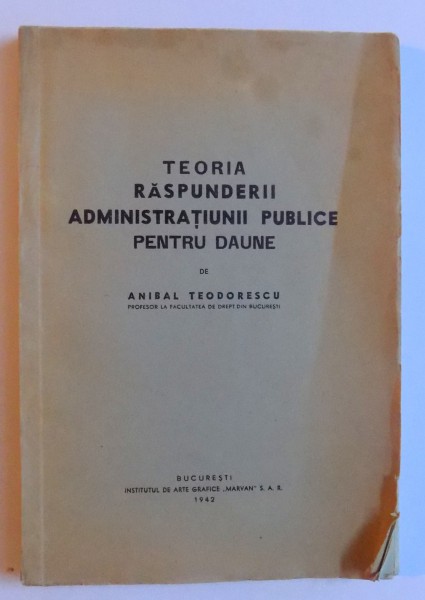 TEORIA
RĂSPUNDERII
ADMINISTRAȚIUNII PUBLICE
PENTRU DAUNE
DE
ANIBAL TEODORESCU
PROFESOR LA FACULTATEA DE DREPT DIN BUCUREȘTI
BUCUREȘTI
INSTITUTUL DE ARTE GRAFICE „MARVAN" S. A. R.
1942